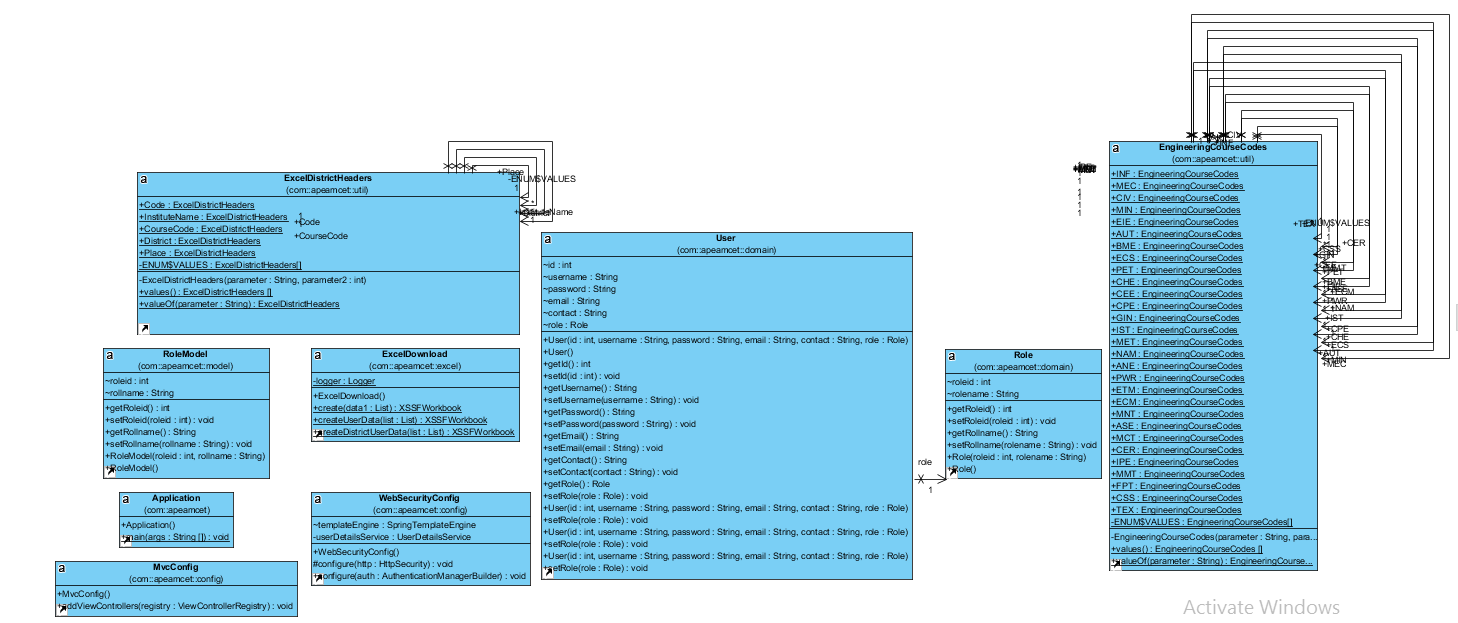 ExcelDistrictHeaders
(com::apeamcet::util)
+Code : ExcelDistrictHeaders
+InstituteName : ExcelDistrictHeaders
+CourseCode : ExcelDistrictHeaders
+District : ExcelDistrictHeaders
+Place : ExcelDistrictHeaders
-ENUM$VALUES : ExcelDistrictHeaders[]
-ExcelDistrictHeaders(parameter : String, parameter2 : int)
+values() : ExcelDistrictHeaders []
+valueOf(parameter : String) : ExcelDistrictHeaders
+Place
-ENUM$VALUES
1
*
1
1
+Code
+CourseCode
RoleModel
(com::apeamcet::model)
~roleid : int
~rollname : String
+getRoleid() : int
+setRoleid(roleid : int) : void
+getRollname() : String
+setRollname(rollname : String) : void
+RoleModel(roleid : int, rollname : String)
+RoleModel()
ExcelDownload
(com::apeamcet::excel)
-logger : Logger
+ExcelDownload()
+create(data1 : List) : XSSFWorkbook
+createUserData(list : List) : XSSFWorkbook
+createDistrictUserData(list : List) : XSSFWorkbook
Application
(com::apeamcet)
+Application()
+main(args : String []) : void
WebSecurityConfig
(com::apeamcet::config)
~templateEngine : SpringTemplateEngine
-userDetailsService : UserDetailsService
+WebSecurityConfig()
#configure(http : HttpSecurity) : void
+configure(auth : AuthenticationManagerBuilder) : void
MvcConfig
(com::apeamcet::config)
+MvcConfig()
+addViewControllers(registry : ViewControllerRegistry) : void
User
(com::apeamcet::domain)
~id : int
~username : String
~password : String
~email : String
~contact : String
~role : Role
+User(id : int, username : String, password : String, email : String, contact : String, role : Role)
+User()
+getId() : int
+setId(id : int) : void
+getUsername() : String
+setUsername(username : String) : void
+getPassword() : String
+setPassword(password : String) : void
+getEmail() : String
+setEmail(email : String) : void
+getContact() : String
+setContact(contact : String) : void
+getRole() : Role
+setRole(role : Role) : void
+User(id : int, username : String, password : String, email : String, contact : String, role : Role)
+setRole(role : Role) : void
+User(id : int, username : String, password : String, email : String, contact : String, role : Role)
+setRole(role : Role) : void
+User(id : int, username : String, password : String, email : String, contact : String, role : Role)
+setRole(role : Role) : void
role
1
Role
(com::apeamcet::domain)
~roleid : int
~rolename : String
+getRoleid() : int
+setRoleid(roleid : int) : void
+getRollname() : String
+setRollname(rolename : String) : void
+Role(roleid : int, rolename : String)
+Role()
1
1
1
1
EngineeringCourseCodes
(com::apeamcet::util)
+INF : EngineeringCourseCodes
+MEC : EngineeringCourseCodes
+CIV : EngineeringCourseCodes
+MIN : EngineeringCourseCodes
+EIE : EngineeringCourseCodes
+AUT : EngineeringCourseCodes
+BME : EngineeringCourseCodes
+ECS : EngineeringCourseCodes
+PET : EngineeringCourseCodes
+CHE : EngineeringCourseCodes
+CEE : EngineeringCourseCodes
+CPE : EngineeringCourseCodes
+GIN : EngineeringCourseCodes
+IST : EngineeringCourseCodes
+MET : EngineeringCourseCodes
+NAM : EngineeringCourseCodes
+ANE : EngineeringCourseCodes
+PWR : EngineeringCourseCodes
+ETM : EngineeringCourseCodes
+ECM : EngineeringCourseCodes
+MNT : EngineeringCourseCodes
+ASE : EngineeringCourseCodes
+MCT : EngineeringCourseCodes
+CER : EngineeringCourseCodes
+IPE : EngineeringCourseCodes
+MMT : EngineeringCourseCodes
+FPT : EngineeringCourseCodes
+CSS : EngineeringCourseCodes
+TEX : EngineeringCourseCodes
-ENUM$VALUES : EngineeringCourseCodes[]
-EngineeringCourseCodes(parameter : String, para...
+values() : EngineeringCourseCodes []
+valueOf(parameter : String) : EngineeringCourse...
+CER
+PWR
+NAM
+IST
+CPE
+CHE
+ECS
+AUT
+MIN
+MEC
Activate Windows